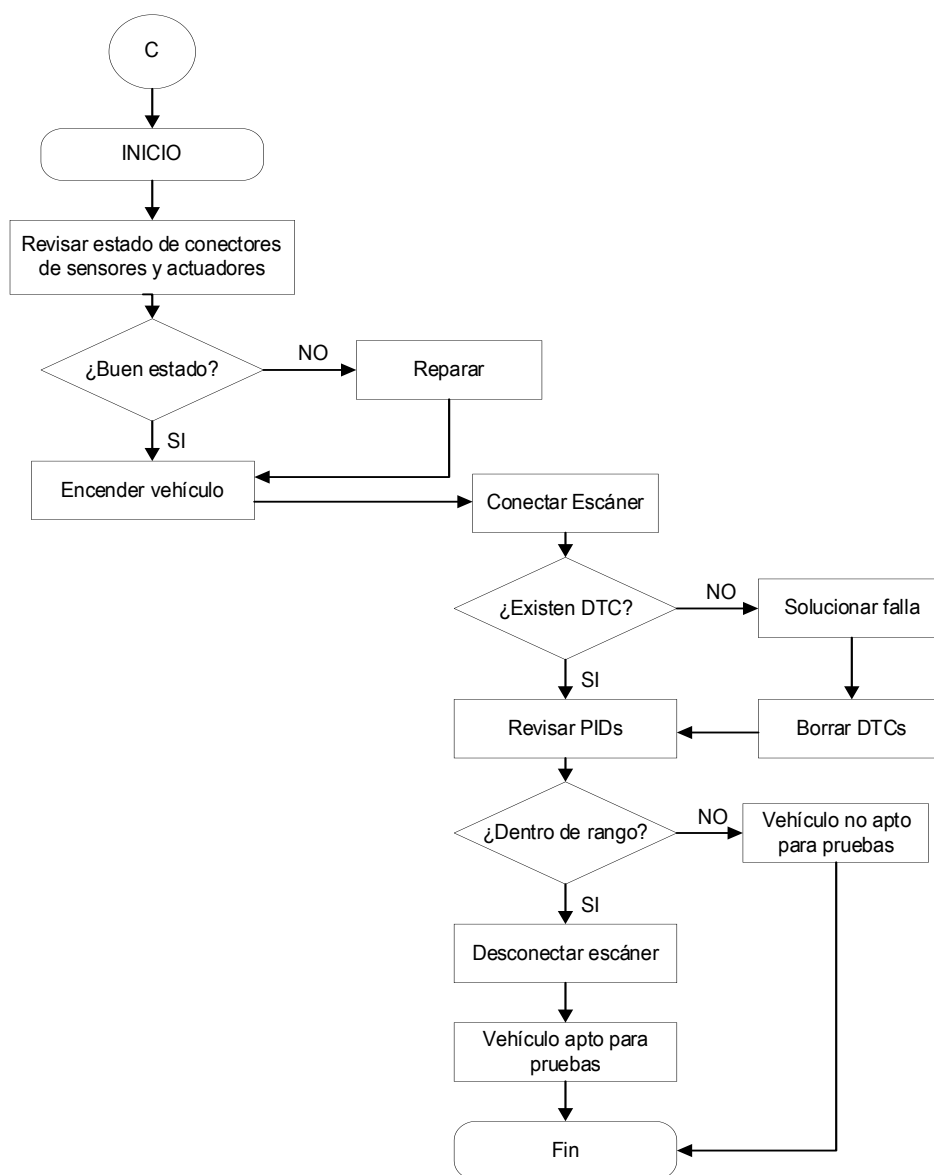 C
INICIO
Revisar estado de conectores
de sensores y actuadores
¿Buen estado?
NO
Reparar
SI
Encender vehículo
Conectar Escáner
¿Existen DTC?
NO
Solucionar falla
SI
Revisar PIDs
Borrar DTCs
¿Dentro de rango?
NO
Vehículo no apto
para pruebas
SI
Desconectar escáner
Vehículo apto para
pruebas
Fin